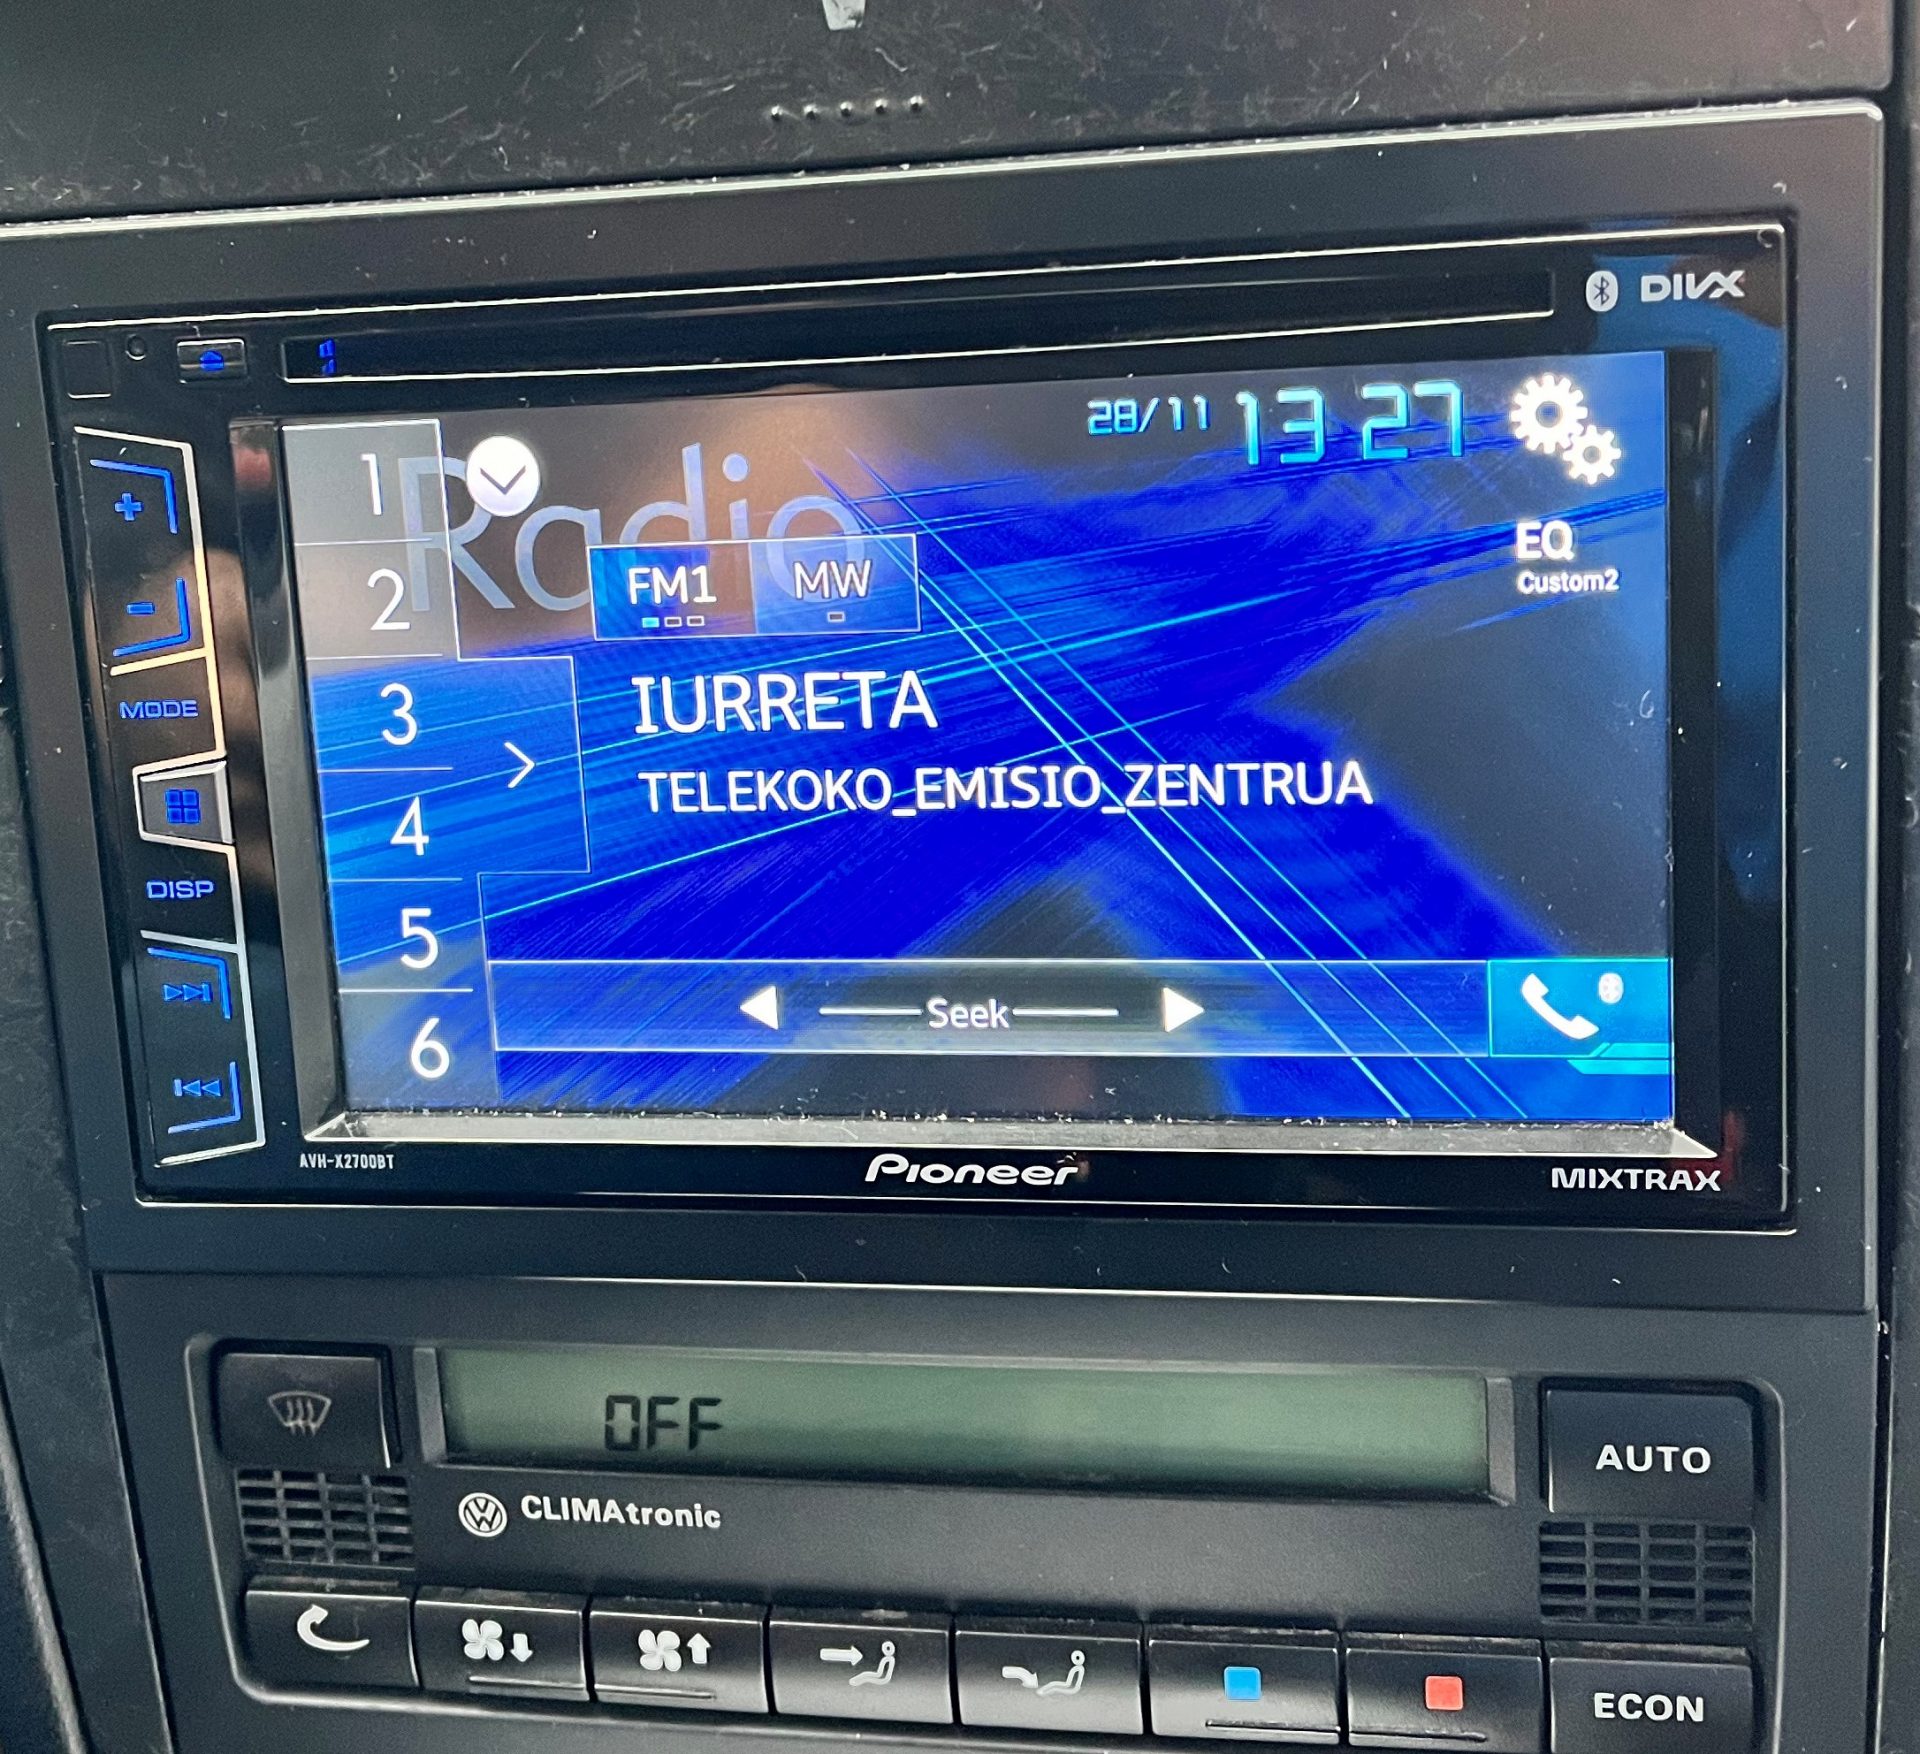 DIVX
28/11 13 27
Radio
EQ
Custom2
FM1 MW
1
2
3
4
5
6
IURRETA
TELEKOKO_EMISIO_ZENTRUA
Seek
MODE
DISP
AVH-X2700BT
Pioneer
MIXTRAX
OFF
AUTO
CLIMAtronic
ECON